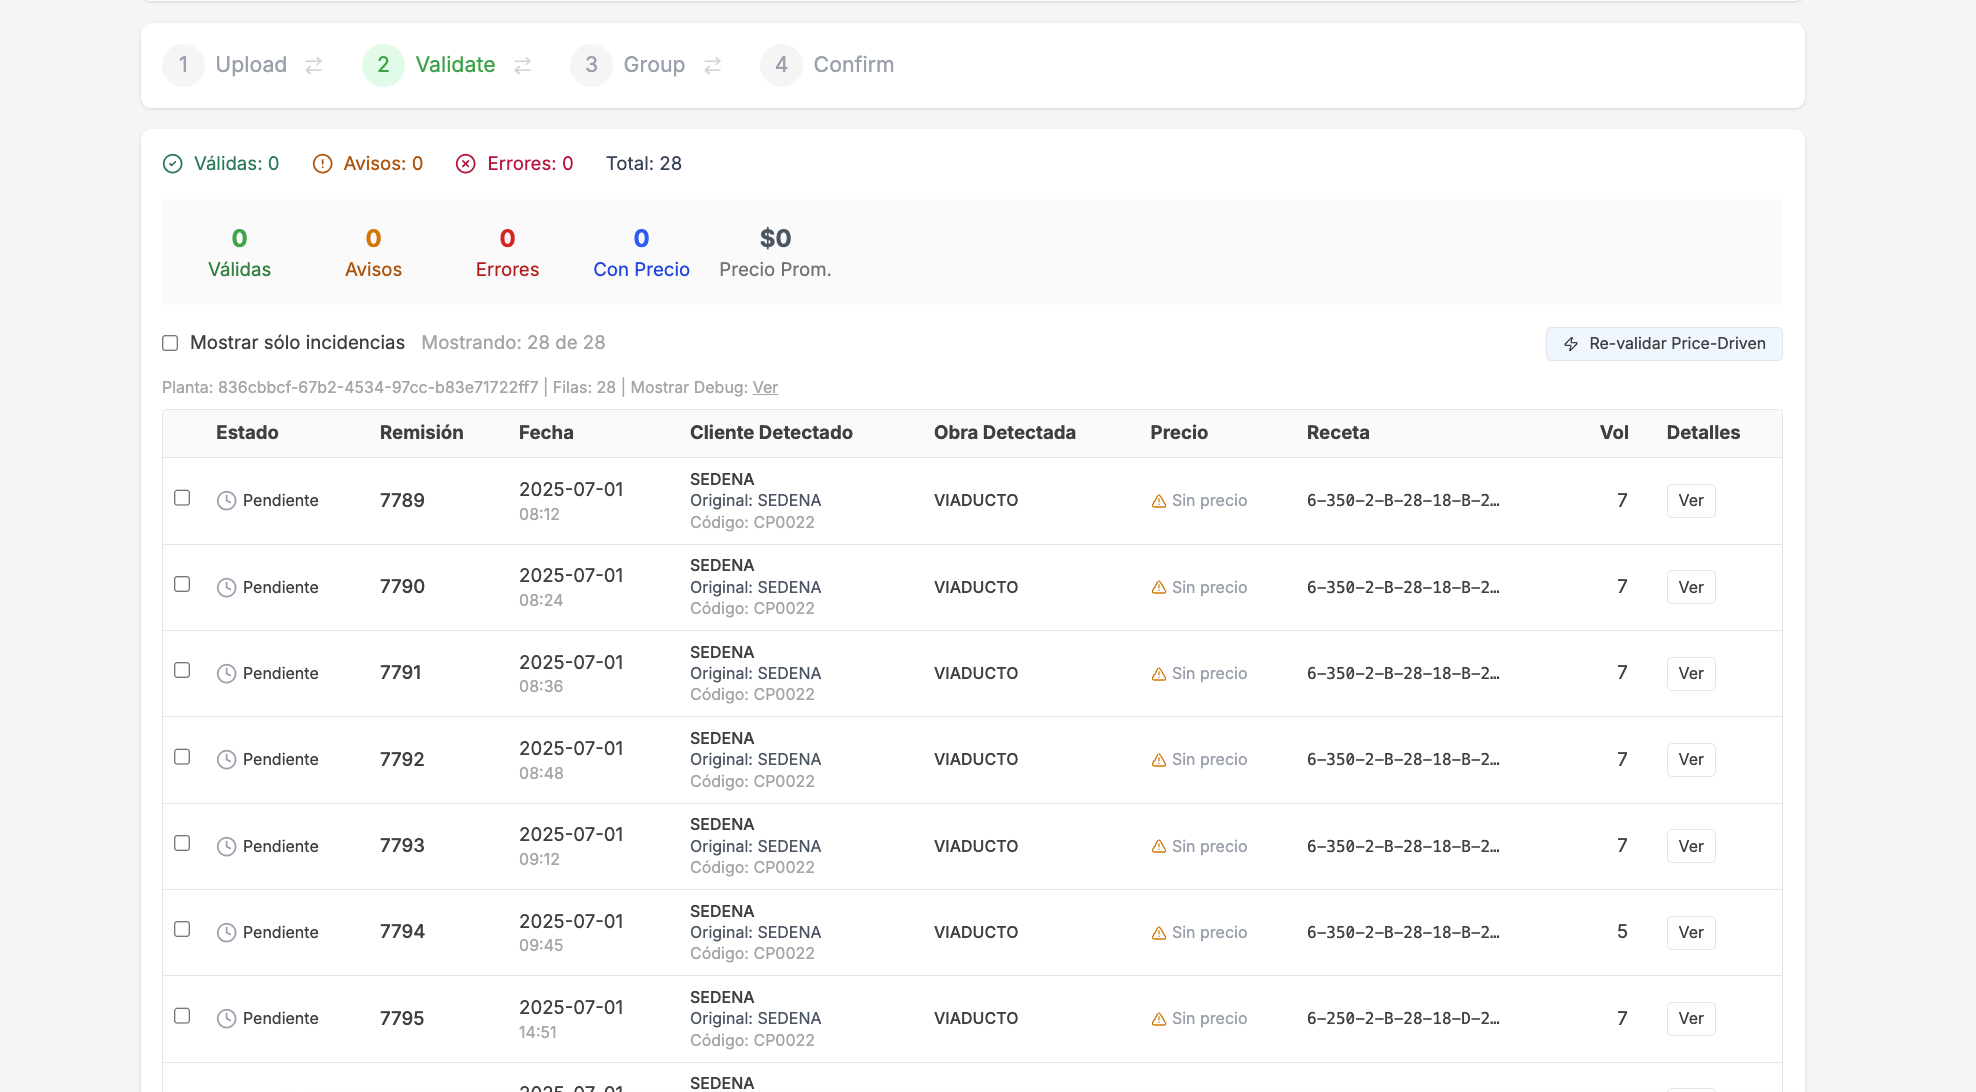 1 Upload 2 Validate 3 Group 4 Confirm
Válidas: 0 Avisos: 0 Errores: 0 Total: 28
0 0 0 0 $0
Válidas Avisos Errores Con Precio Precio Prom.
Mostrar sólo incidencias Mostrando: 28 de 28 Re-validar Price-Driven
Planta: 836cbbcf-67b2-4534-97cc-b83e71722ff7 | Filas: 28 | Mostrar Debug: Ver
Estado Remisión Fecha Cliente Detectado Obra Detectada Precio Receta Vol Detalles
SEDENA
Pendiente 7789 2025-07-01 Original: SEDENA VIADUCTO Sin precio 6-350-2-B-28-18-B-2… 7 Ver
08:12 Código: CP0022
SEDENA
Pendiente 7790 2025-07-01 Original: SEDENA VIADUCTO Sin precio 6-350-2-B-28-18-B-2… 7 Ver
08:24 Código: CP0022
SEDENA
Pendiente 7791 2025-07-01 Original: SEDENA VIADUCTO Sin precio 6-350-2-B-28-18-B-2… 7 Ver
08:36 Código: CP0022
SEDENA
Pendiente 7792 2025-07-01 Original: SEDENA VIADUCTO Sin precio 6-350-2-B-28-18-B-2… 7 Ver
08:48 Código: CP0022
SEDENA
Pendiente 7793 2025-07-01 Original: SEDENA VIADUCTO Sin precio 6-350-2-B-28-18-B-2… 7 Ver
09:12 Código: CP0022
SEDENA
Pendiente 7794 2025-07-01 Original: SEDENA VIADUCTO Sin precio 6-350-2-B-28-18-B-2… 5 Ver
09:45 Código: CP0022
SEDENA
Pendiente 7795 2025-07-01 Original: SEDENA VIADUCTO Sin precio 6-250-2-B-28-18-D-2… 7 Ver
14:51 Código: CP0022
SEDENA
2025-07-01